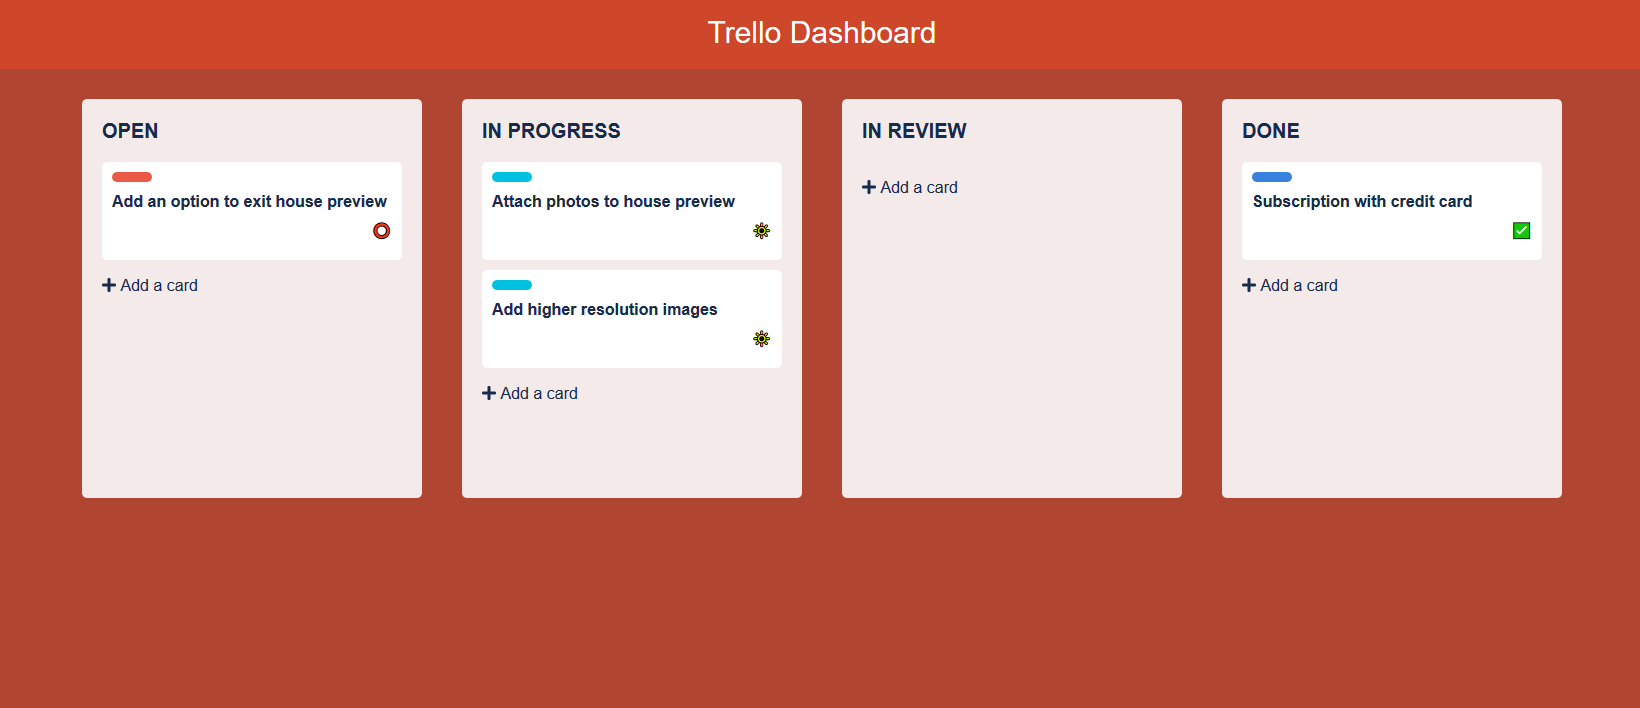 Trello Dashboard
OPEN
Add an option to exit house preview
Add a card
IN PROGRESS
Attach photos to house preview
Add higher resolution images
Add a card
IN REVIEW
Add a card
DONE
Subscription with credit card
Add a card